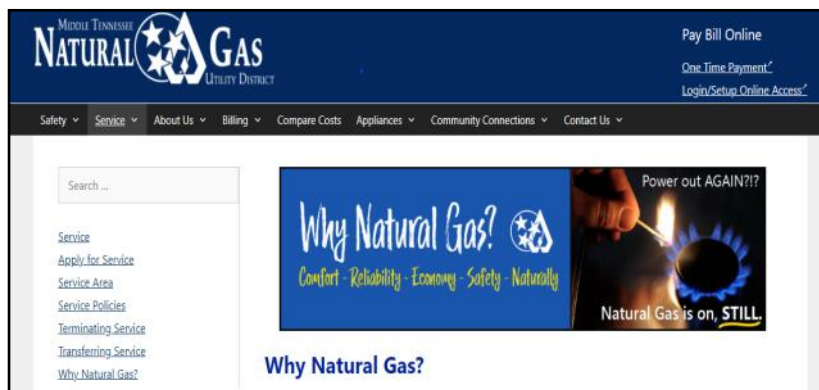 MIDDLE TENNESSEE
NATURAL GAS
UTILITY DISTRICT
Pay Bill Online
One Time Payment
Login/Setup Online Access
Safety Service About Us Billing Compare Costs Appliances Community Connections Contact Us
Search ...
Service
Apply for Service
Service Area
Service Policies
Terminating Service
Transferring Service
Why Natural Gas?
Why Natural Gas?
Comfort - Reliability - Economy - Safety - Naturally
Power out AGAIN?!?
Natural Gas is on, STILL.
Why Natural Gas?